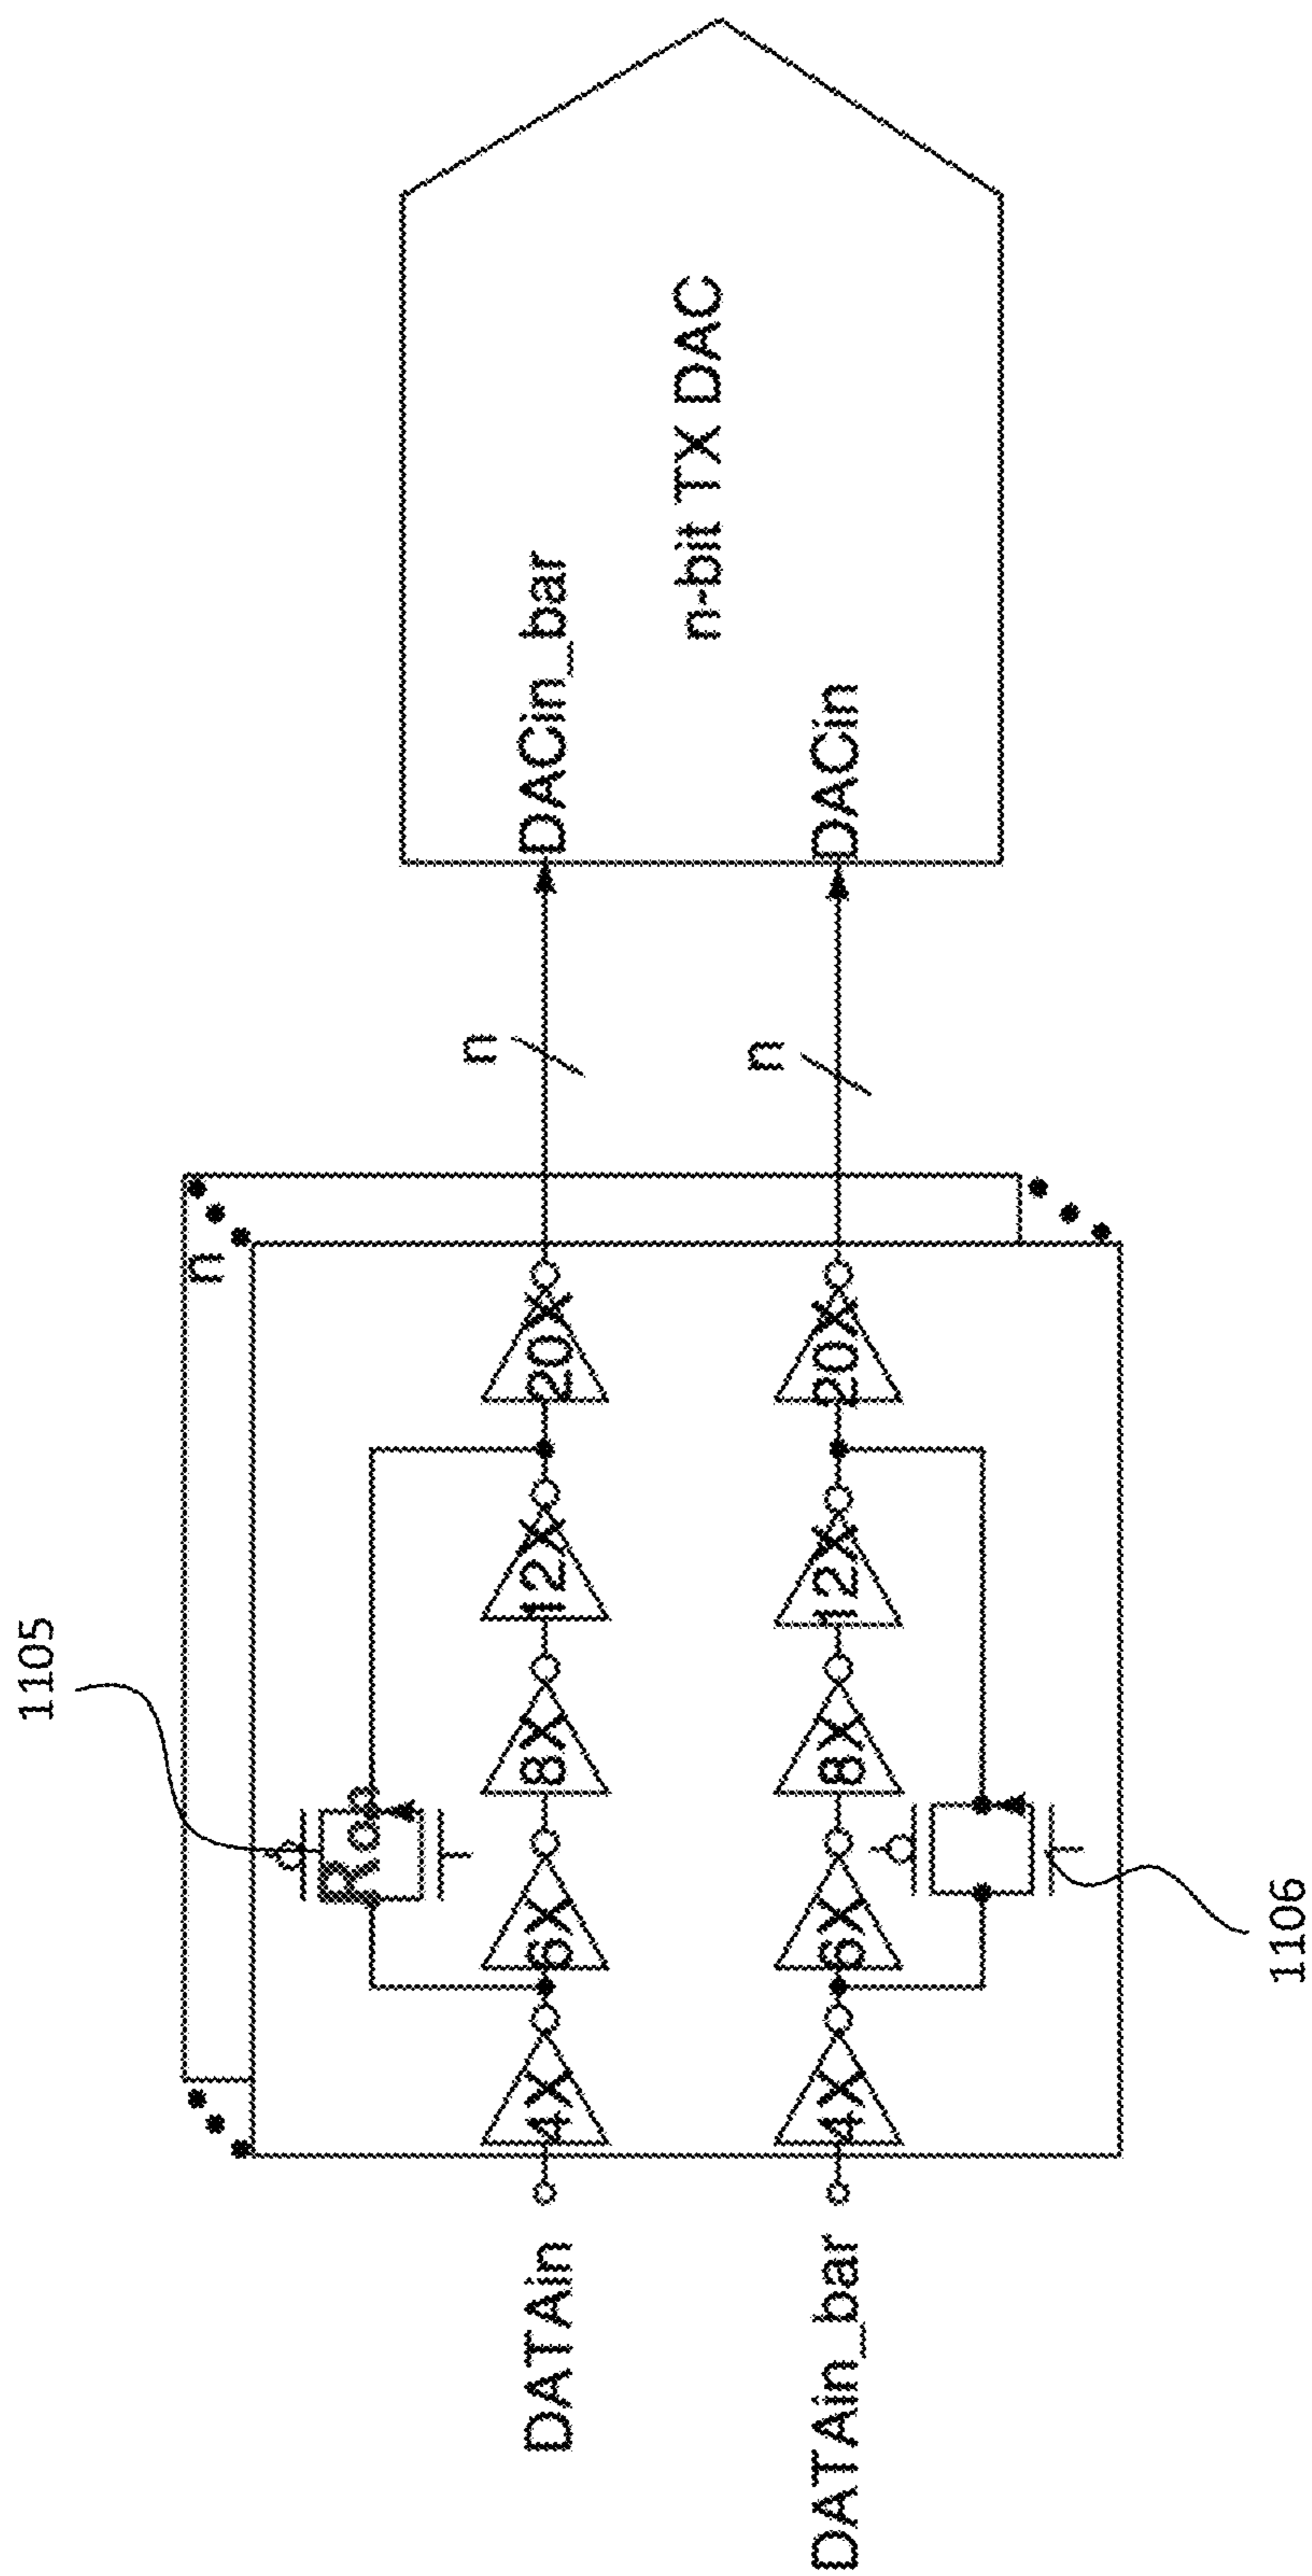 1105
n
Ron
DATAin
4X
6X
8X
12X
20X
n
DACin_bar
n-bit TX DAC
DATAin_bar
4X
6X
8X
12X
20X
n
DACin
1106